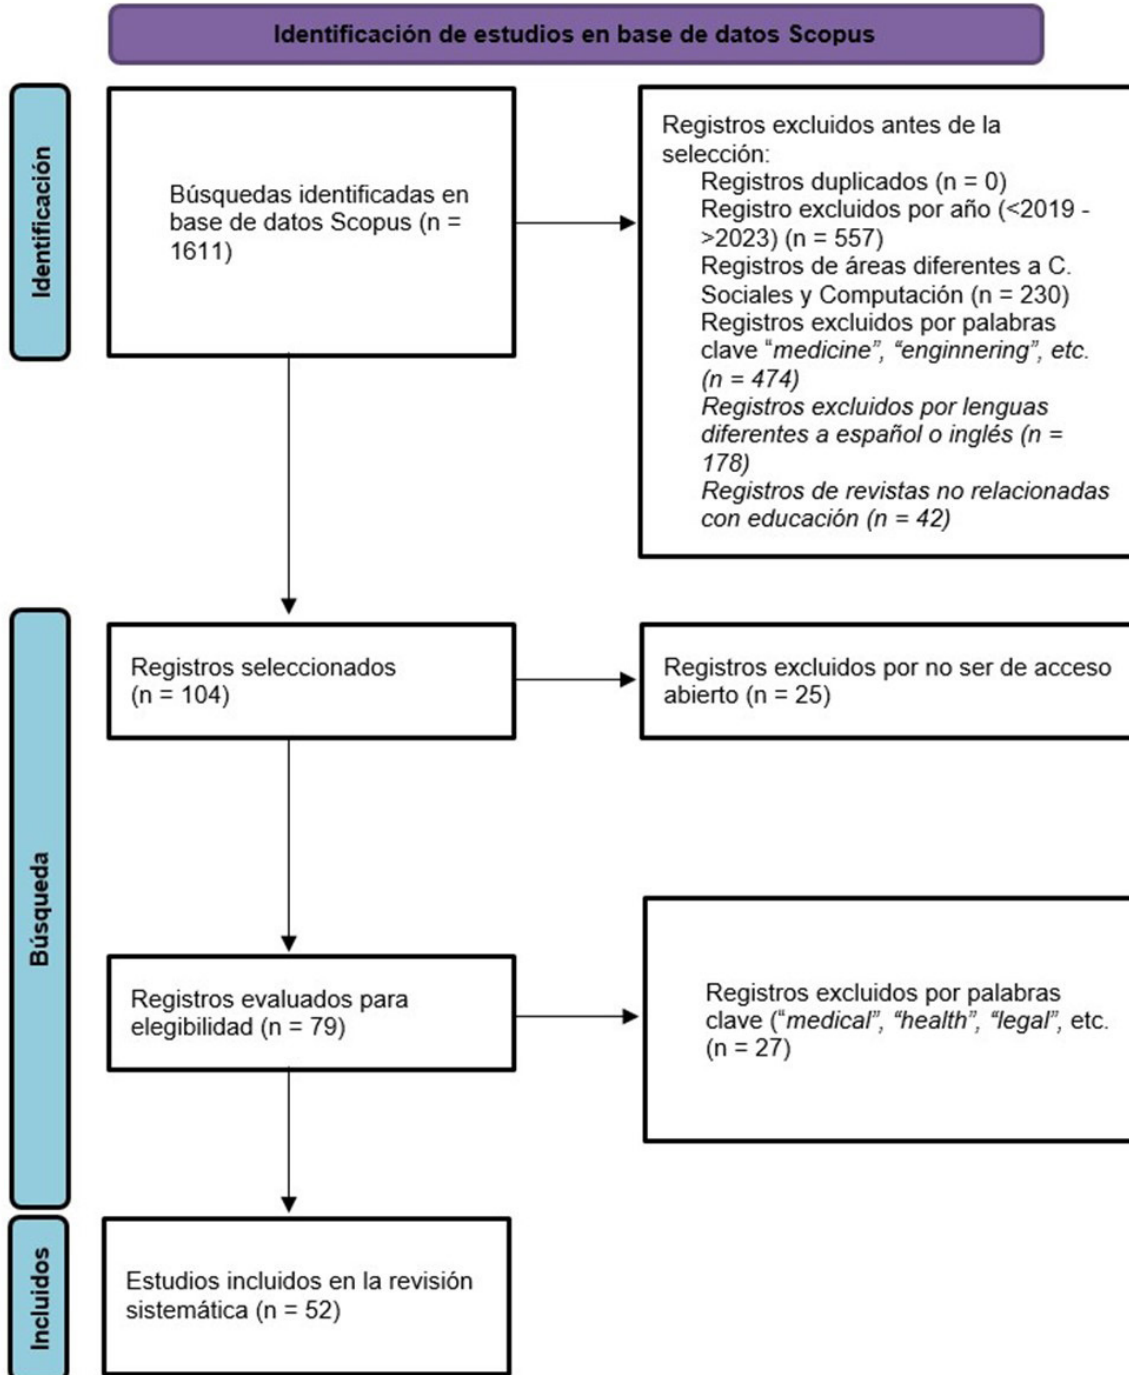 Identificación de estudios en base de datos Scopus
Identificación
Búsquedas identificadas en
base de datos Scopus (n =
1611)
Registros excluidos antes de la
selección:
Registros duplicados (n = 0)
Registro excluidos por año (<2019 -
>2023) (n = 557)
Registros de áreas diferentes a C.
Sociales y Computación (n = 230)
Registros excluidos por palabras
clave “medicine”, “enginnering”, etc.
(n = 474)
Registros excluidos por lenguas
diferentes a español o inglés (n =
178)
Registros de revistas no relacionadas
con educación (n = 42)
Búsqueda
Registros seleccionados
(n = 104)
Registros excluidos por no ser de acceso
abierto (n = 25)
Registros evaluados para
elegibilidad (n = 79)
Registros excluidos por palabras
clave (“medical”, “health”, “legal”, etc.
(n = 27)
Incluidos
Estudios incluidos en la revisión
sistemática (n = 52)